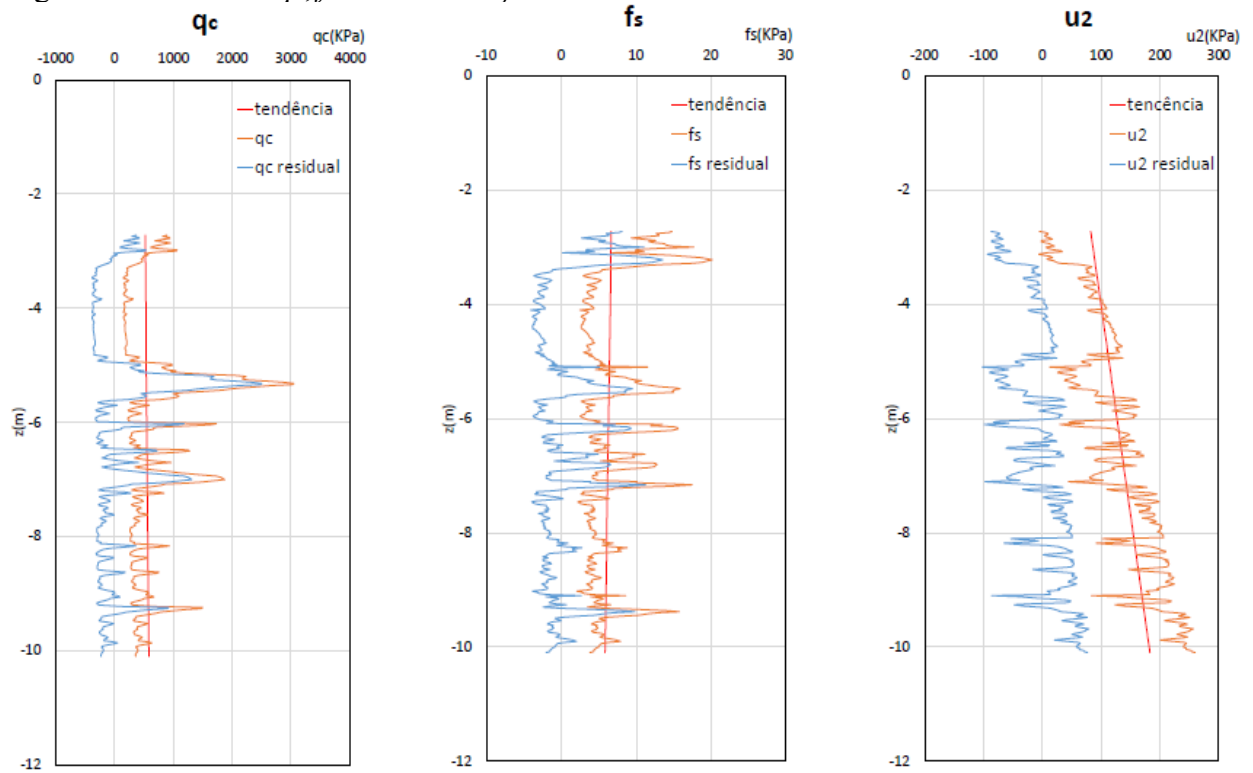 qc
qc(KPa)
-1000 0 1000 2000 3000 4000
0
-2
-4
-6
-8
-10
-12
z(m)
tendência
qc
qc residual
fs
fs(KPa)
-10 0 10 20 30
0
-2
-4
-6
-8
-10
-12
z(m)
tendência
fs
fs residual
u2
u2(KPa)
-200 -100 0 100 200 300
0
-2
-4
-6
-8
-10
-12
z(m)
tencência
u2
u2 residual